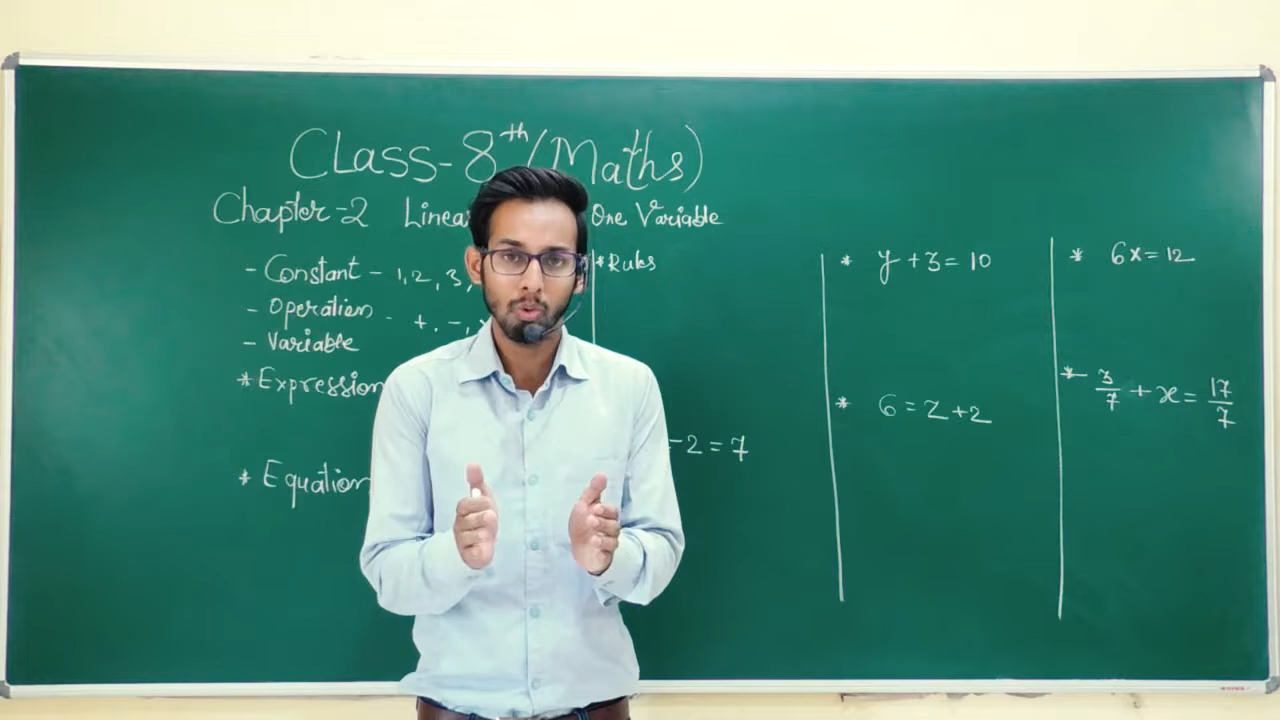 CLass-8th (Maths)
Chapter-2 Linea One Variable
- Constant - 1, 2, 3,
- Operation - +, -,
- Variable
* Expression
* Equation
* Rules
-2 = 7
* y + 3 = 10
* 6 = z + 2
* 6x = 12
* 3/7 + x = 17/7